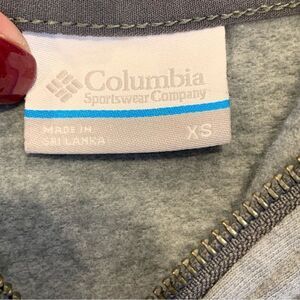 Columbia
Sportswear Company
MADE IN
SRI LANKA
XS